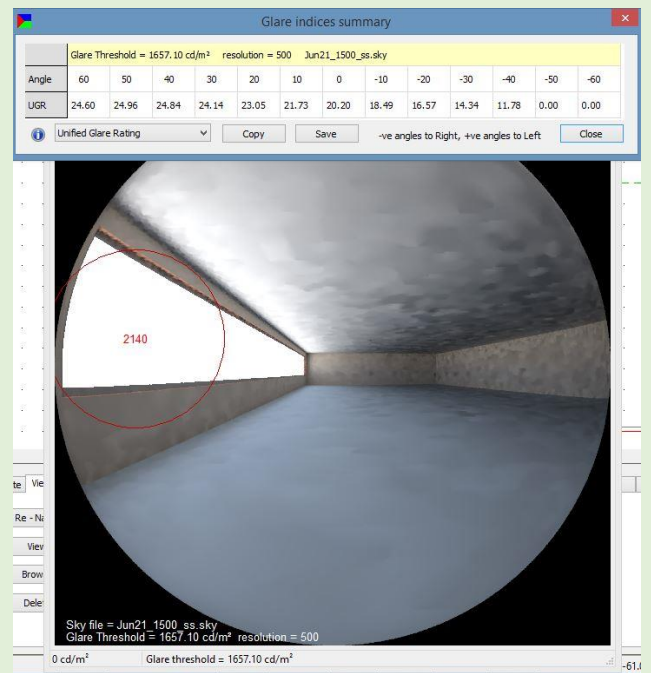 Glare indices summary
Glare Threshold = 1657.10 cd/m² resolution = 500 Jun21_1500_ss.sky
Angle 60 50 40 30 20 10 0 -10 -20 -30 -40 -50 -60
UGR 24.60 24.96 24.84 24.14 23.05 21.73 20.20 18.49 16.57 14.34 11.78 0.00 0.00
Unified Glare Rating Copy Save -ve angles to Right, +ve angles to Left Close
2140
te Vie
Re - Na
View
Brow
Dele
Sky file = Jun21_1500_ss.sky
Glare Threshold = 1657.10 cd/m² resolution = 500
0 cd/m² Glare threshold = 1657.10 cd/m²
-61.0